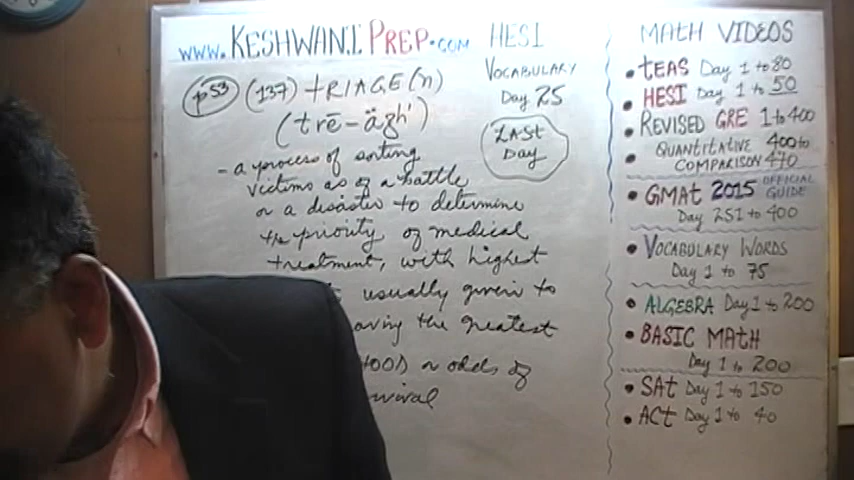 www.KESHWANIPREP.com
HESI
VOCABULARY
Day 25
LAST
DAY
p53 (137) tRIAGE(n)
(trē-äzh')
- a process of sorting
victims as of a battle
or a disaster to determine
the priority of medical
treatment, with highest
usually given to
having the greatest
HOOD or odds of
survival
MATH VIDEOS
• tEAS Day 1 to 80
• HESI Day 1 to 50
• REVISED GRE 1 to 400
• QUANTITATIVE 400 to
COMPARISON 470
• GMAt 2015 OFFICIAL GUIDE
Day 251 to 400
• VOCABULARY WORDS
Day 1 to 75
• ALGEBRA Day 1 to 200
• BASIC MATH
Day 1 to 200
• SAt Day 1 to 150
• ACt Day 1 to 40